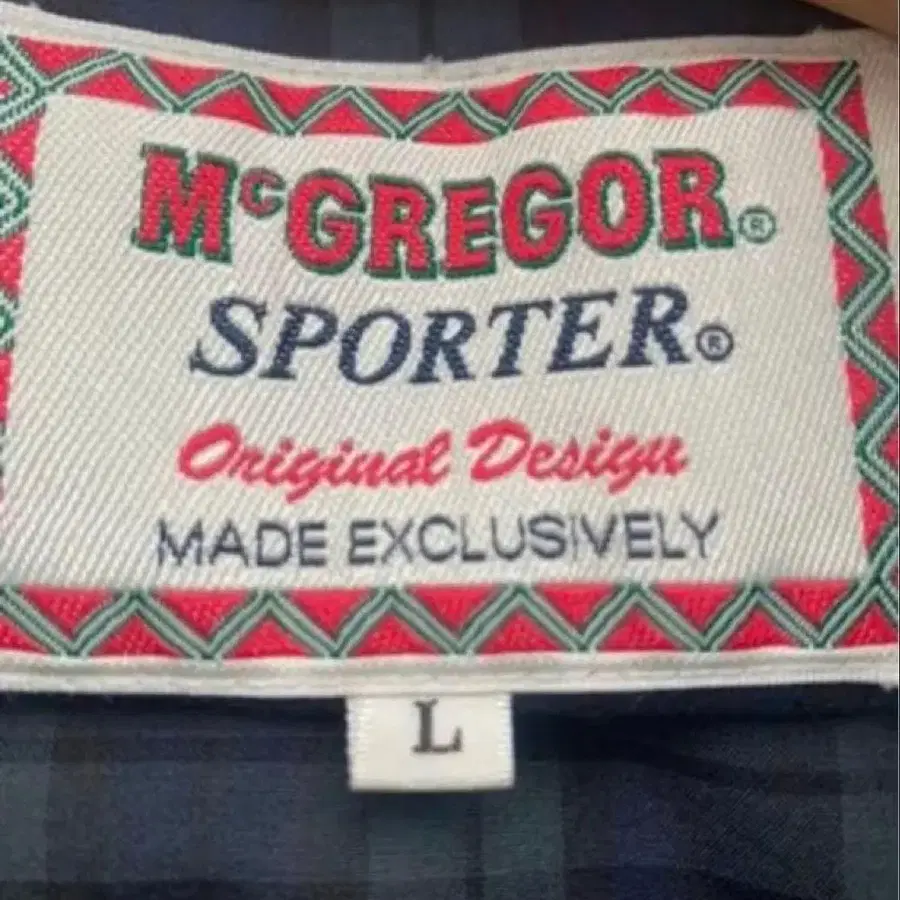 McGREGOR®
SPORTER®
Original Design
MADE EXCLUSIVELY
L